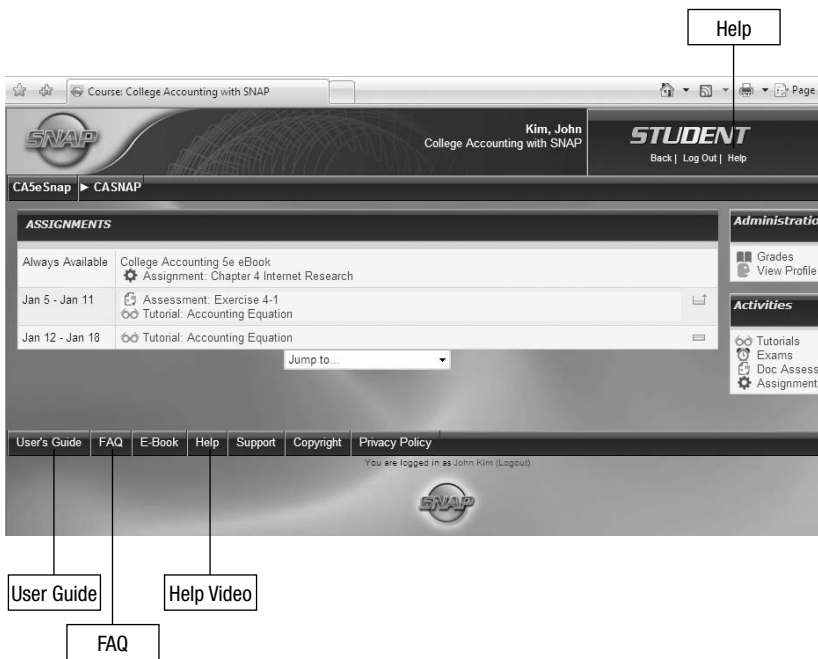 Help
Course: College Accounting with SNAP
Page
SNAP
Kim, John
College Accounting with SNAP
STUDENT
Back | Log Out | Help
CA5eSnap ► CASNAP
ASSIGNMENTS
Always Available
College Accounting 5e eBook
Assignment: Chapter 4 Internet Research
Jan 5 - Jan 11
Assessment: Exercise 4-1
Tutorial: Accounting Equation
Jan 12 - Jan 18
Tutorial: Accounting Equation
Jump to...
Administratio
Grades
View Profile
Activities
Tutorials
Exams
Doc Assess
Assignment
User's Guide | FAQ | E-Book | Help | Support | Copyright | Privacy Policy
You are logged in as John Kim (Logout)
SNAP
User Guide
Help Video
FAQ